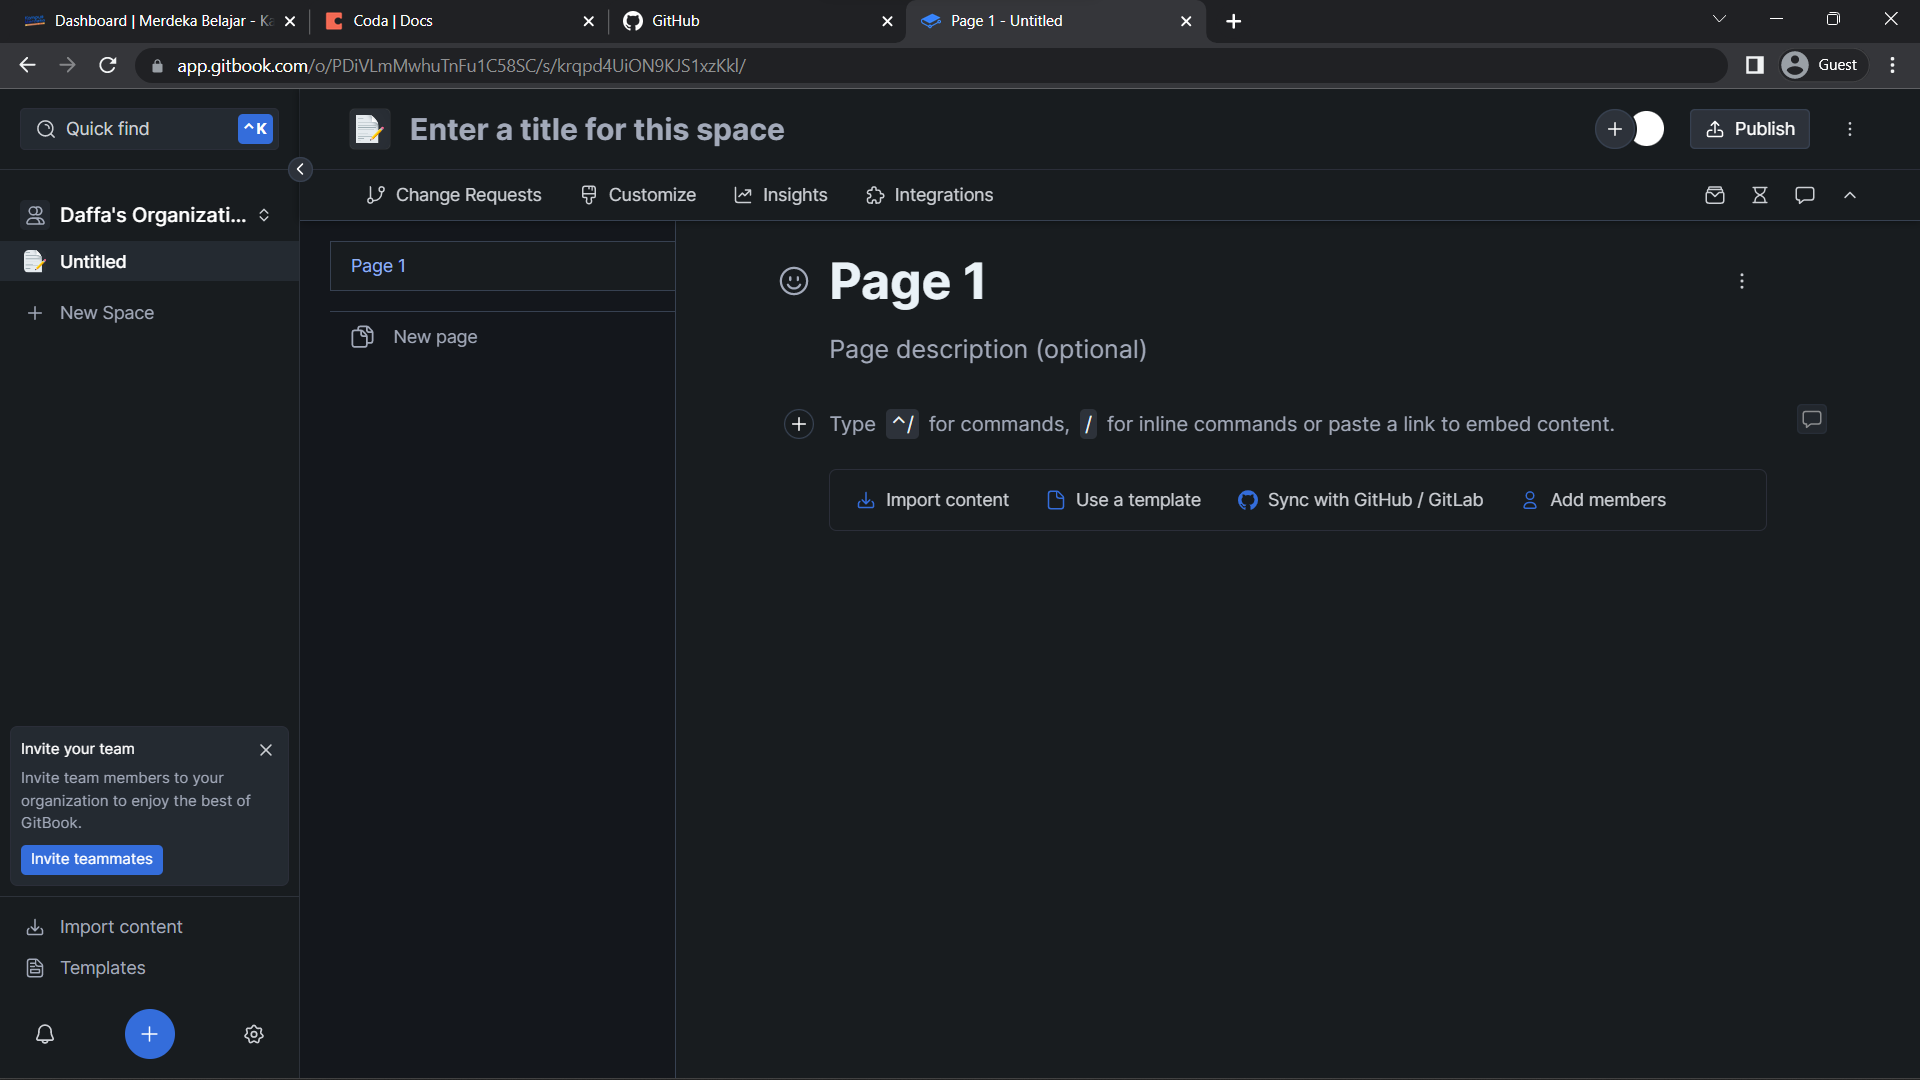 Dashboard | Merdeka Belajar - Ka
Coda | Docs
GitHub
Page 1 - Untitled
app.gitbook.com/o/PDiVLmMwhuTnFu1C58SC/s/krqpd4UiON9KJS1xzKkl/
Guest
Quick find
^K
Enter a title for this space
Publish
Change Requests
Customize
Insights
Integrations
Daffa's Organizati...
Untitled
New Space
Page 1
New page
Page 1
Page description (optional)
Type ^/ for commands, / for inline commands or paste a link to embed content.
Import content
Use a template
Sync with GitHub / GitLab
Add members
Invite your team
Invite team members to your
organization to enjoy the best of
GitBook.
Invite teammates
Import content
Templates